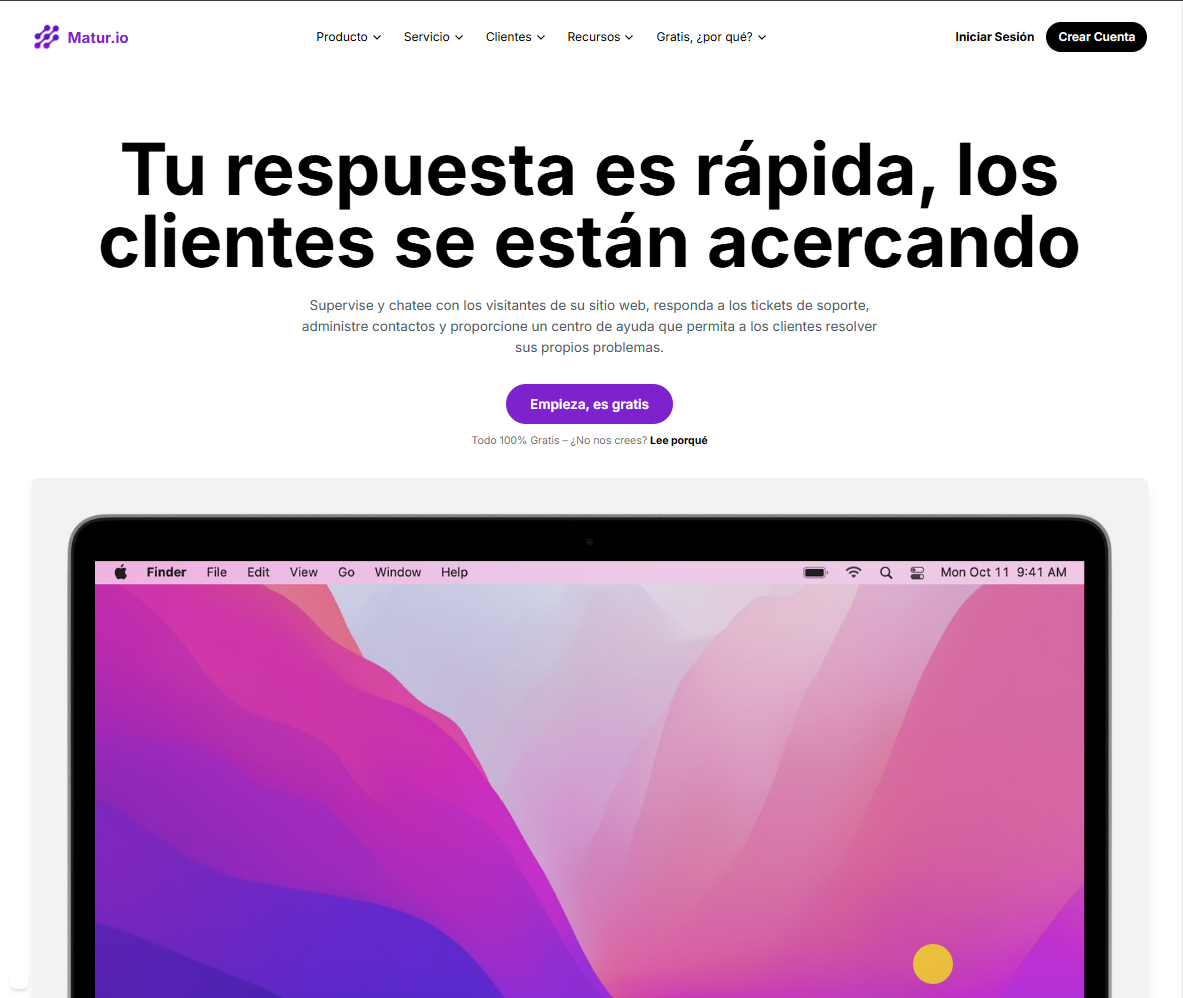 Matur.io
Producto Servicio Clientes Recursos Gratis, ¿por qué? Iniciar Sesión Crear Cuenta
Tu respuesta es rápida, los
clientes se están acercando
Supervise y chatee con los visitantes de su sitio web, responda a los tickets de soporte,
administre contactos y proporcione un centro de ayuda que permita a los clientes resolver
sus propios problemas.
Empieza, es gratis
Todo 100% Gratis – ¿No nos crees? Lee porqué
Finder File Edit View Go Window Help Mon Oct 11 9:41 AM